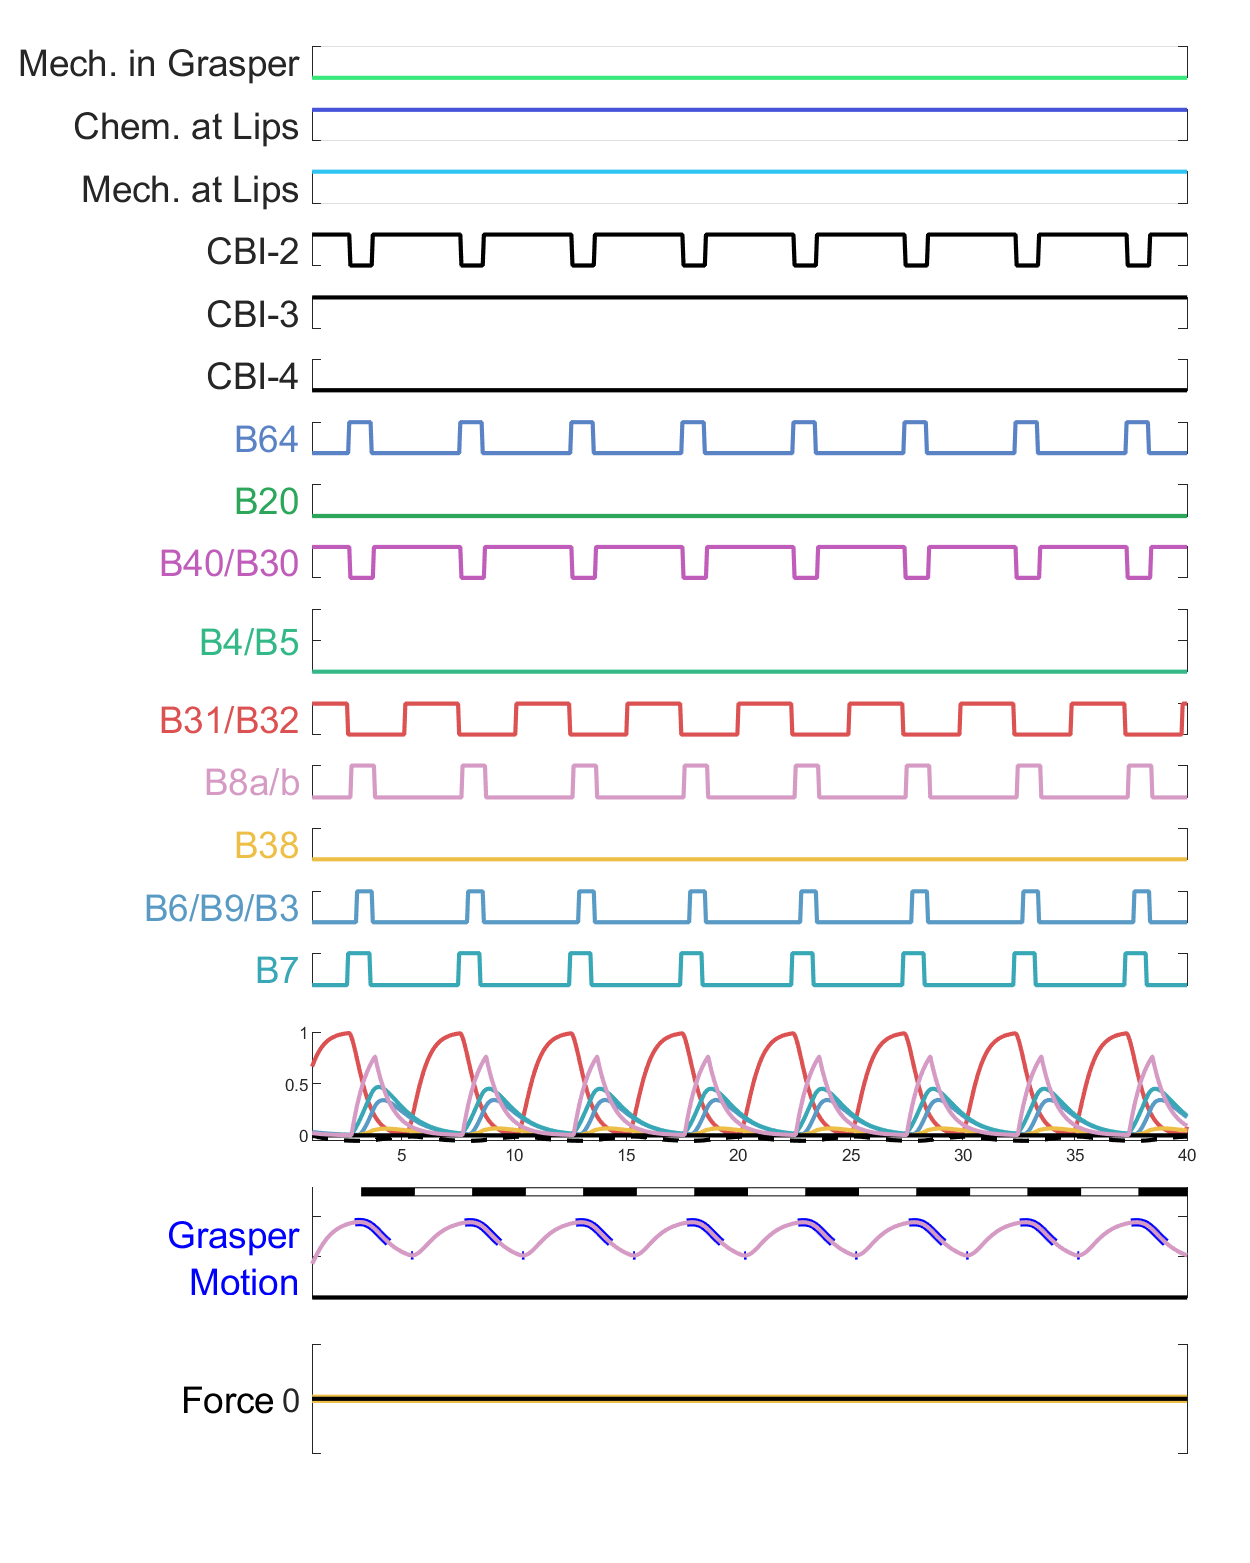 Mech. in Grasper
Chem. at Lips
Mech. at Lips
CBI-2
CBI-3
CBI-4
B64
B20
B40/B30
B4/B5
B31/B32
B8a/b
B38
B6/B9/B3
B7
1
0.5
0
5 10 15 20 25 30 35 40
Grasper
Motion
Force 0